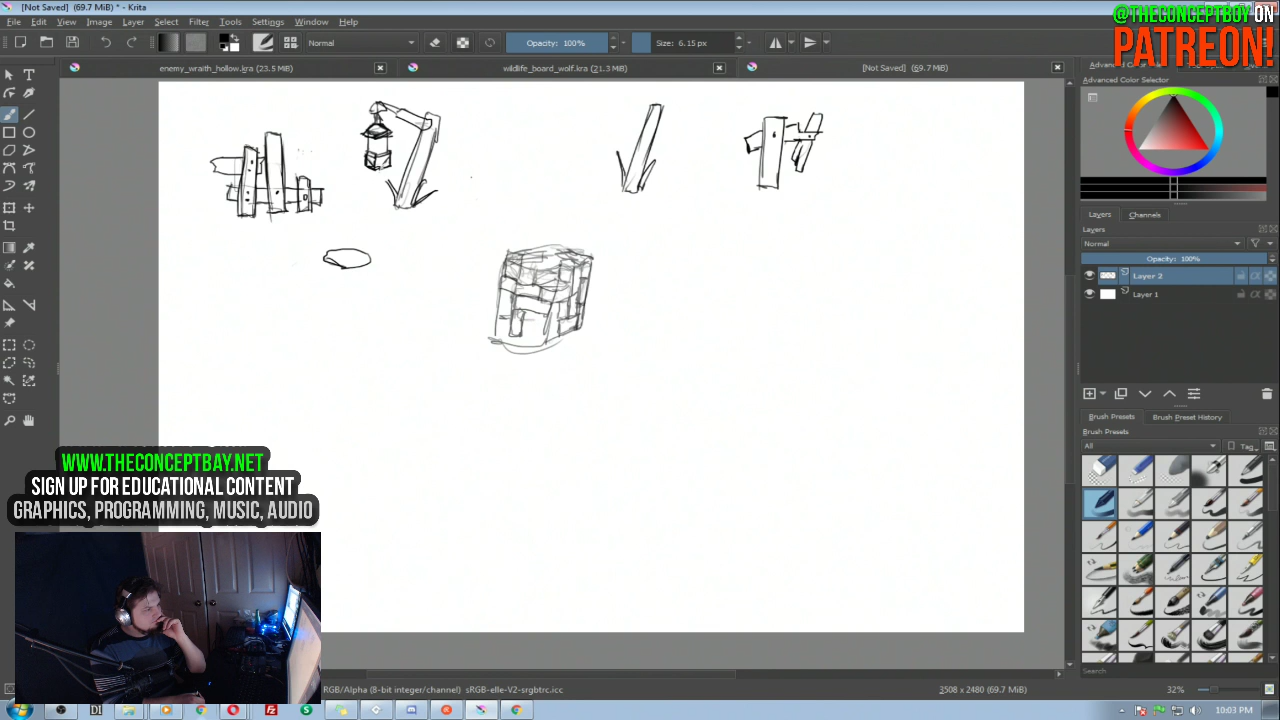 [Not Saved] (69.7 MiB) * - Krita
@THECONCEPTBOY ON
PATREON!
File Edit View Image Layer Select Filter Tools Settings Window Help
Normal
Opacity: 100%
Size: 6.15 px
enemy_wraith_hollow.kra (23.5 MiB)
wildlife_board_wolf.kra (21.3 MiB)
[Not Saved] (69.7 MiB)
Advanced Color Selector
Layers Channels
Layers
Normal
Opacity: 100%
Layer 2
Layer 1
Brush Presets Brush Preset History
Brush Presets
All
Tag
WWW.THECONCEPTBAY.NET
SIGN UP FOR EDUCATIONAL CONTENT
GRAPHICS, PROGRAMMING, MUSIC, AUDIO
Search
RGB/Alpha (8-bit integer/channel) sRGB-elle-V2-srgbtrc.icc
3508 x 2480 (69.7 MiB)
32%
10:03 PM